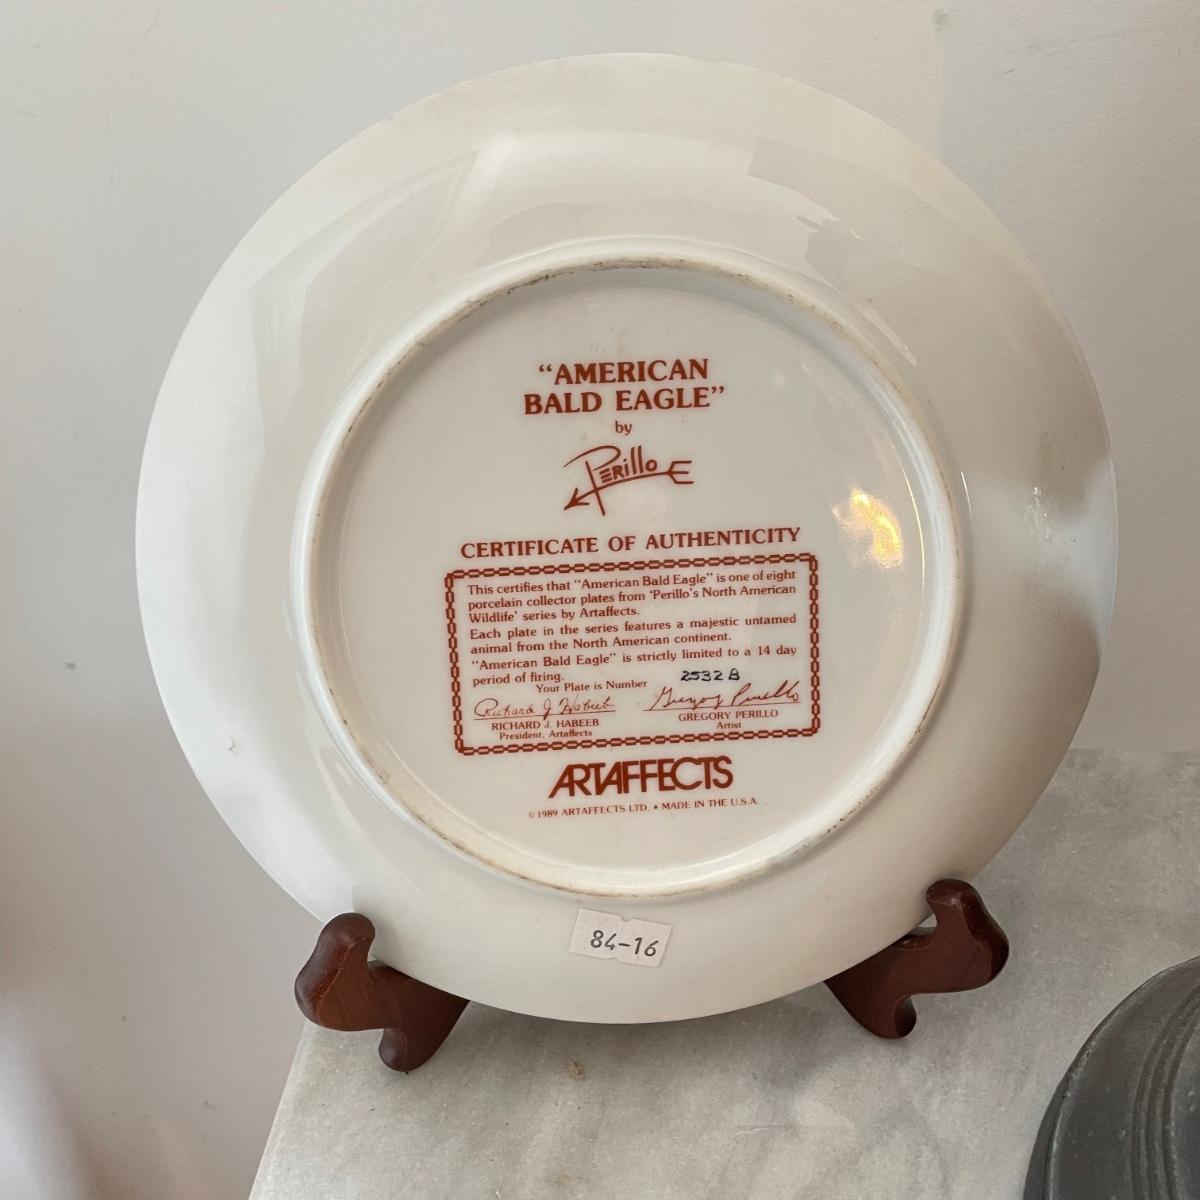 “AMERICAN
BALD EAGLE”
by
PERillo
CERTIFICATE OF AUTHENTICITY
This certifies that “American Bald Eagle” is one of eight
porcelain collector plates from ‘Perillo's North American
Wildlife’ series by Artaffects.
Each plate in the series features a majestic untamed
animal from the North American continent.
“American Bald Eagle” is strictly limited to a 14 day
period of firing.
Your Plate is Number 2532 B
Richard J Habeeb Gregory Perillo
RICHARD J. HABEEB GREGORY PERILLO
President, Artaffects Artist
ARTAFFECTS
© 1989 ARTAFFECTS LTD. • MADE IN THE U.S.A.
84-16